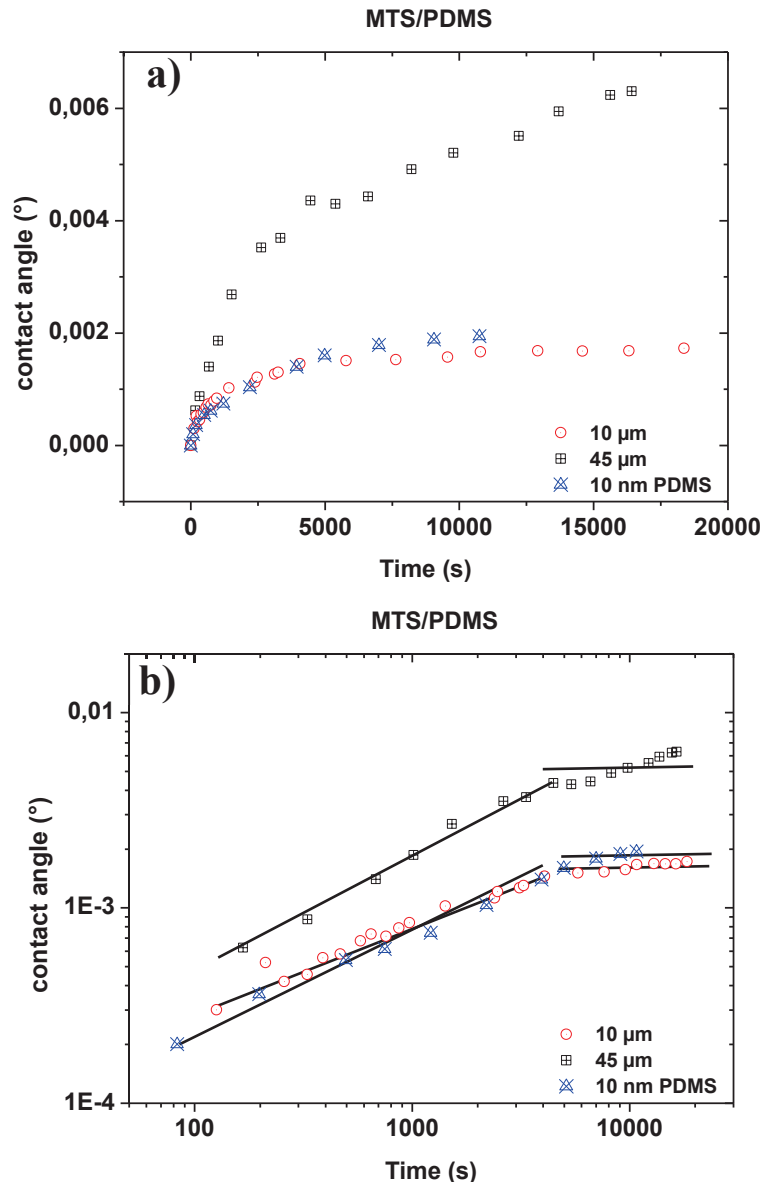 MTS/PDMS
a)
0,006
0,004
0,002
0,000
contact angle (°)
10 µm
45 µm
10 nm PDMS
0
5000
10000
15000
20000
Time (s)
MTS/PDMS
b)
0,01
1E-3
1E-4
contact angle (°)
10 µm
45 µm
10 nm PDMS
100
1000
10000
Time (s)